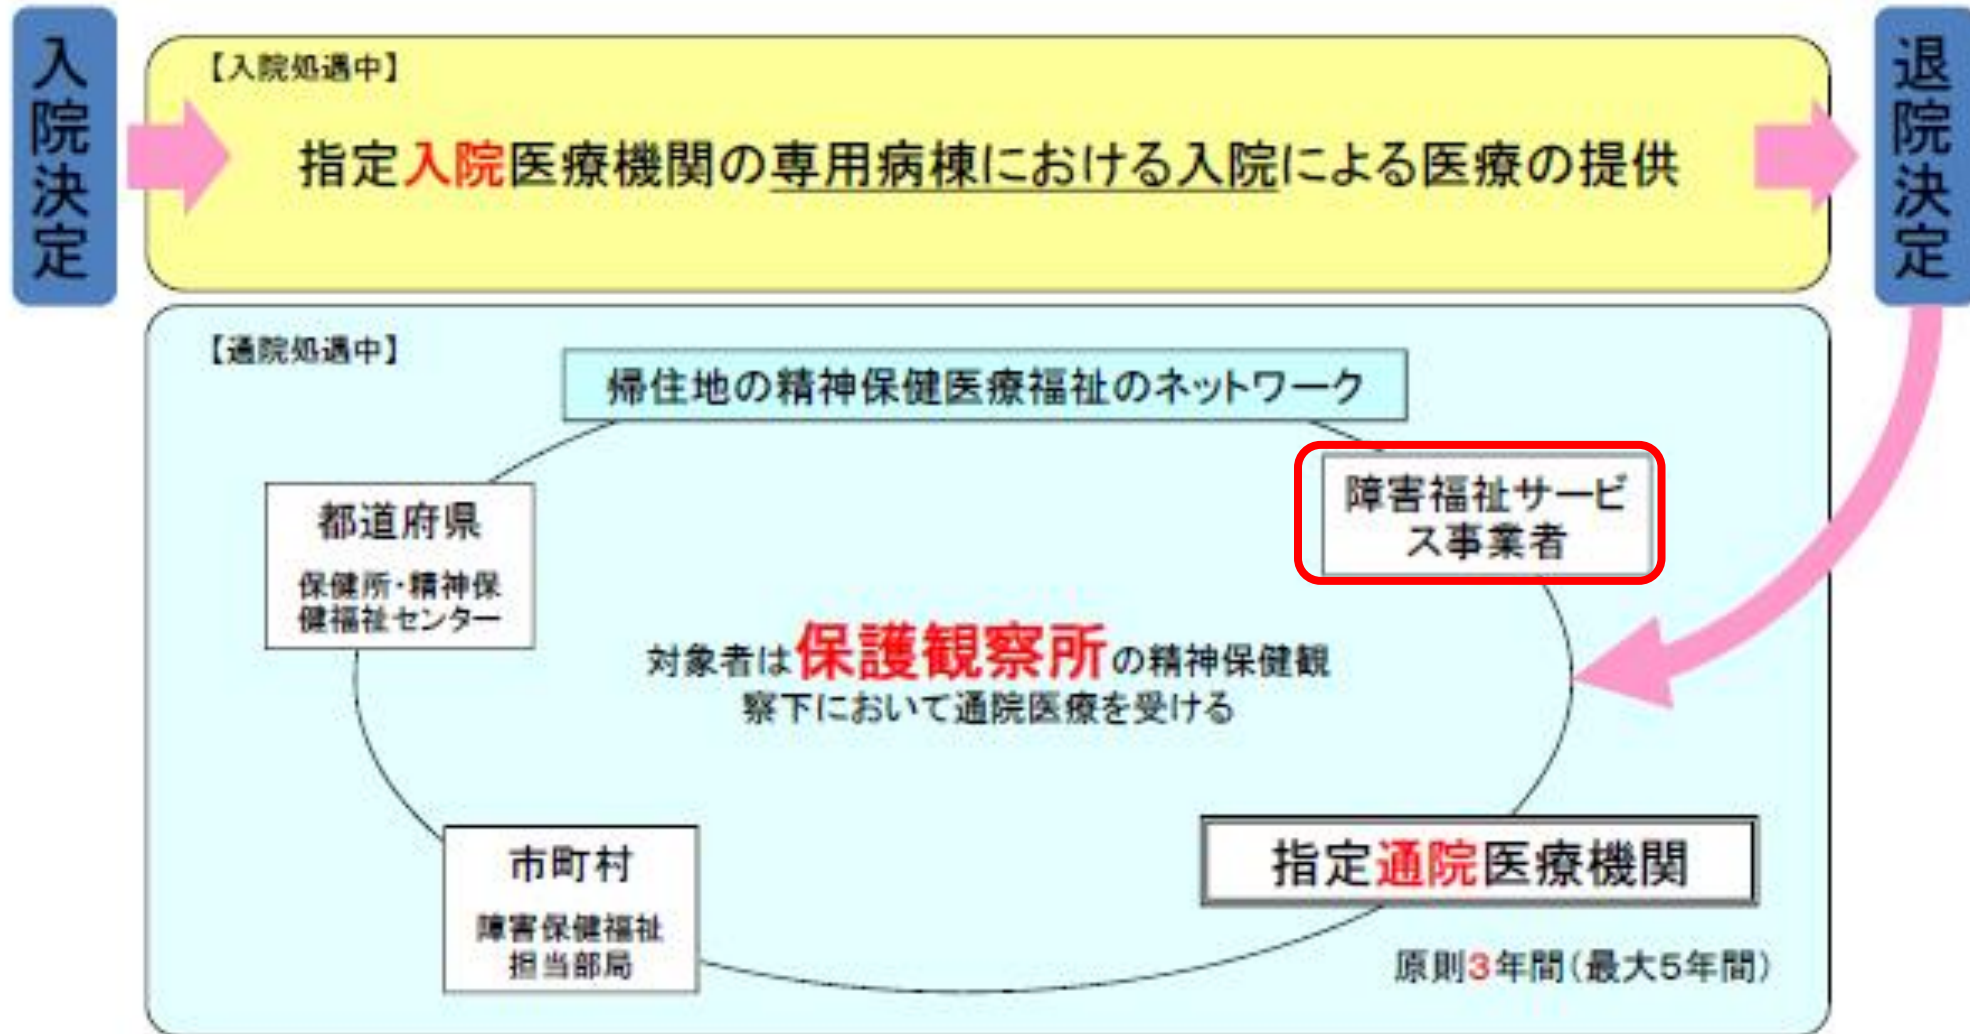 入院決定
【入院処遇中】
指定入院医療機関の専用病棟における入院による医療の提供
退院決定
【通院処遇中】
帰住地の精神保健医療福祉のネットワーク
障害福祉サービ
ス事業者
都道府県
保健所・精神保
健福祉センター
対象者は保護観察所の精神保健観
察下において通院医療を受ける
市町村
障害保健福祉
担当部局
指定通院医療機関
原則3年間(最大5年間)